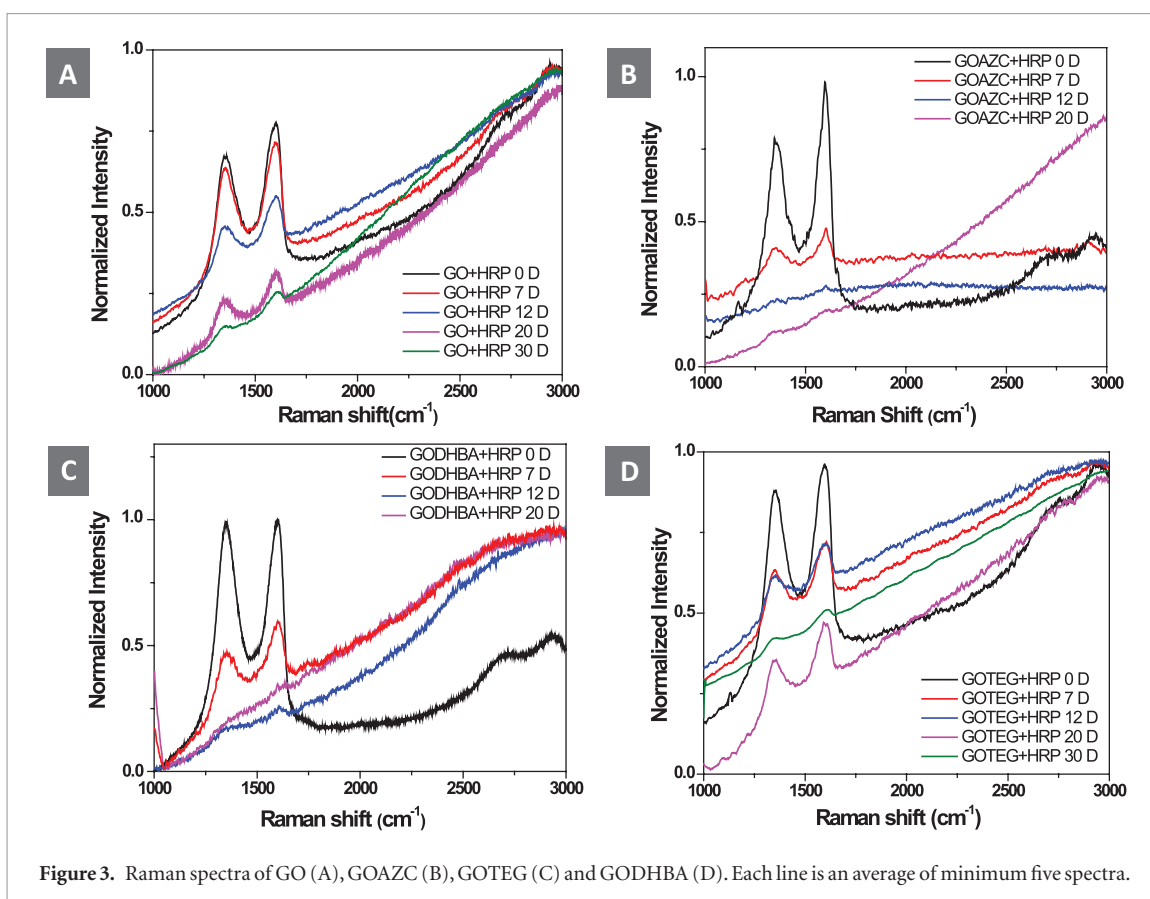 A
1.0
0.5
0.0
Normalized Intensity
GO+HRP 0 D
GO+HRP 7 D
GO+HRP 12 D
GO+HRP 20 D
GO+HRP 30 D
1000 1500 2000 2500 3000
Raman shift(cm-1)
B
1.0
0.5
0.0
Normalized Intensity
GOAZC+HRP 0 D
GOAZC+HRP 7 D
GOAZC+HRP 12 D
GOAZC+HRP 20 D
1000 1500 2000 2500 3000
Raman Shift (cm-1)
C
1.0
0.5
0.0
Normalized Intensity
GODHBA+HRP 0 D
GODHBA+HRP 7 D
GODHBA+HRP 12 D
GODHBA+HRP 20 D
1000 1500 2000 2500 3000
Raman shift (cm-1)
D
1.0
0.5
0.0
Normalized Intensity
GOTEG+HRP 0 D
GOTEG+HRP 7 D
GOTEG+HRP 12 D
GOTEG+HRP 20 D
GOTEG+HRP 30 D
1000 1500 2000 2500 3000
Raman shift (cm-1)
Figure 3. Raman spectra of GO (A), GOAZC (B), GOTEG (C) and GODHBA (D). Each line is an average of minimum five spectra.